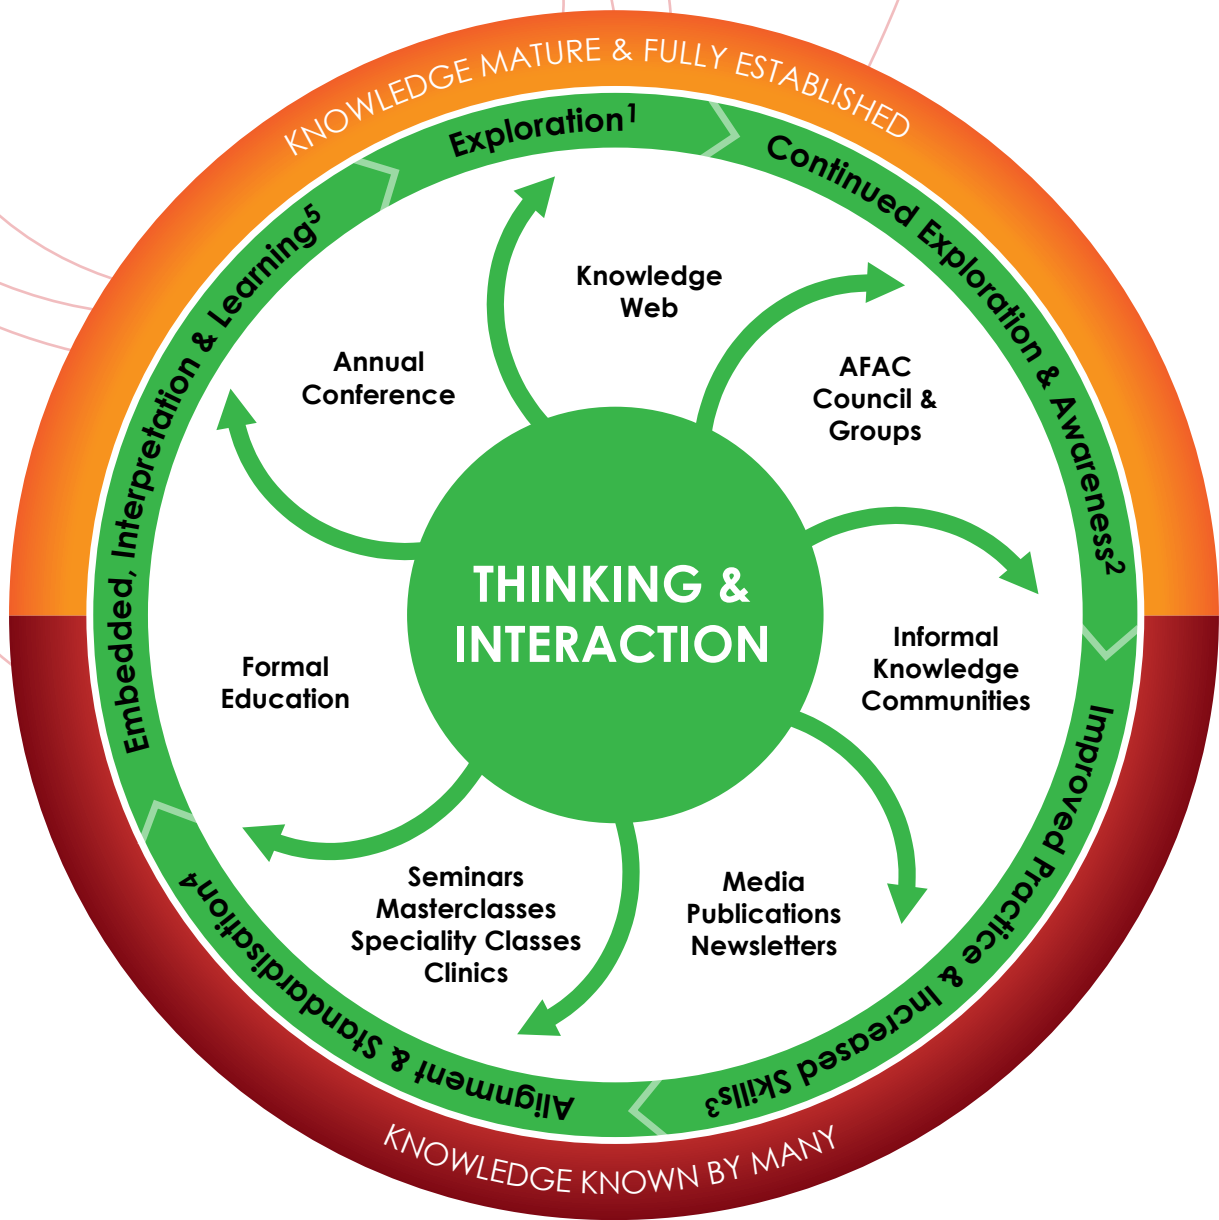 KNOWLEDGE MATURE & FULLY ESTABLISHED
Exploration¹
Continued Exploration & Awareness²
Improved Practice & Increased Skills³
Alignment & Standardisation⁴
Embedded, Interpretation & Learning⁵
Knowledge
Web
AFAC
Council &
Groups
Informal
Knowledge
Communities
Media
Publications
Newsletters
Seminars
Masterclasses
Speciality Classes
Clinics
Formal
Education
Annual
Conference
THINKING &
INTERACTION
KNOWLEDGE KNOWN BY MANY